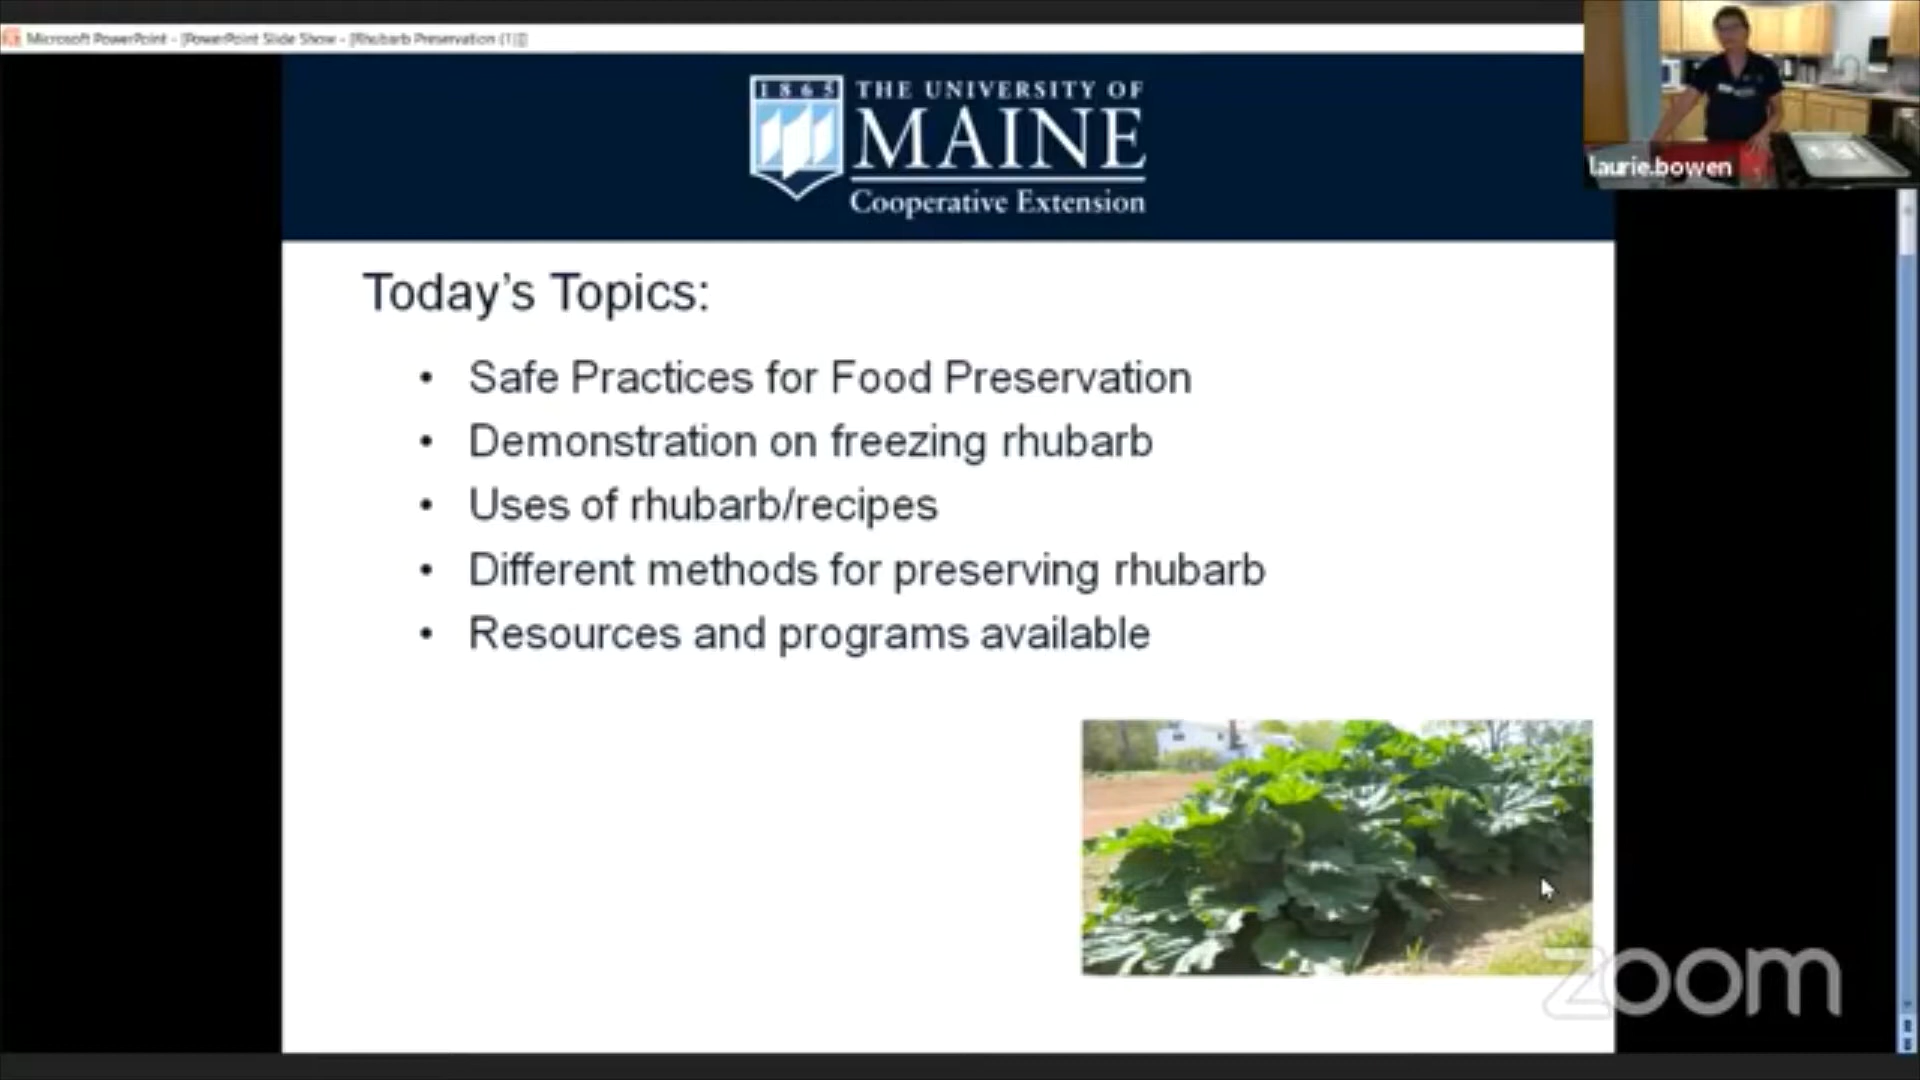 Microsoft PowerPoint - [PowerPoint Slide Show - [Rhubarb Preservation (1)]]
1865
THE UNIVERSITY OF
MAINE
Cooperative Extension
laurie.bowen
Today's Topics:
• Safe Practices for Food Preservation
• Demonstration on freezing rhubarb
• Uses of rhubarb/recipes
• Different methods for preserving rhubarb
• Resources and programs available
zoom